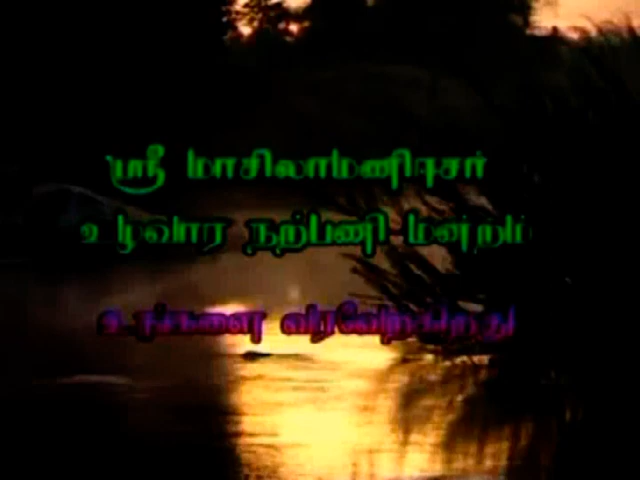 ஸ்ரீ மாசிலாமணிஈசர்
உழவார நற்பணி மன்றம்
உங்களை வரவேற்கிறது